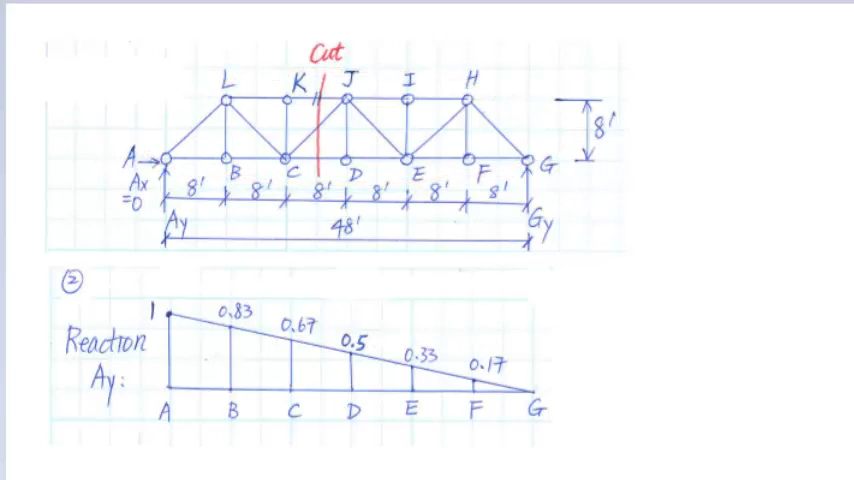 Cut
L K J I H
A B C D E F G
8'
Ax
=0
8' 8' 8' 8' 8' 8'
Ay 48' Gy
②
1 0.83 0.67 0.5 0.33 0.17
Reaction
Ay:
A B C D E F G